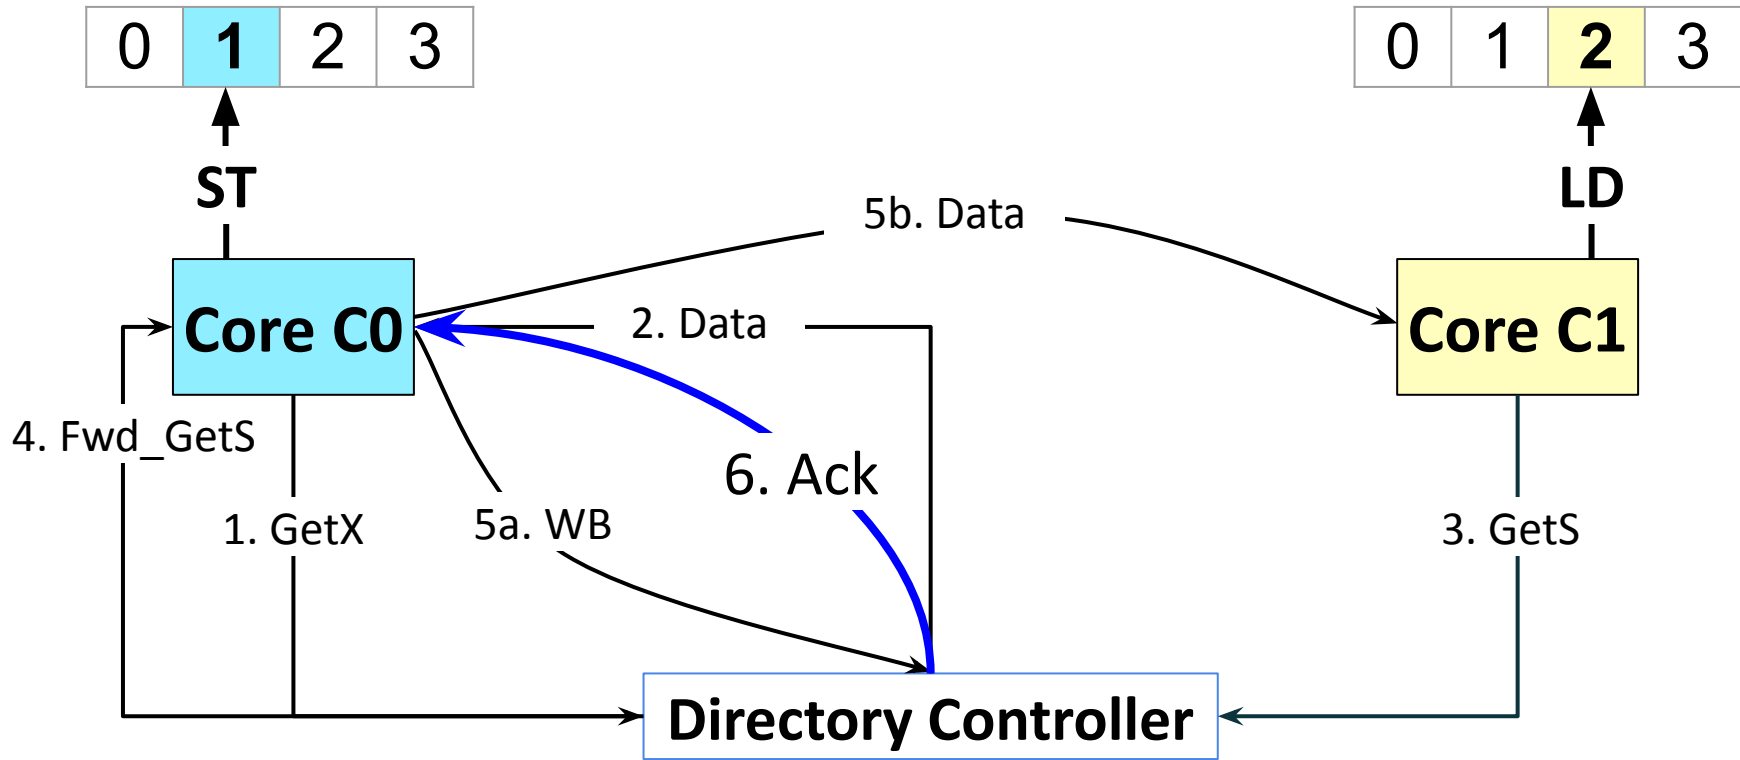 0 1 2 3
0 1 2 3
ST
LD
5b. Data
Core C0
2. Data
Core C1
4. Fwd_GetS
6. Ack
1. GetX
5a. WB
3. GetS
Directory Controller